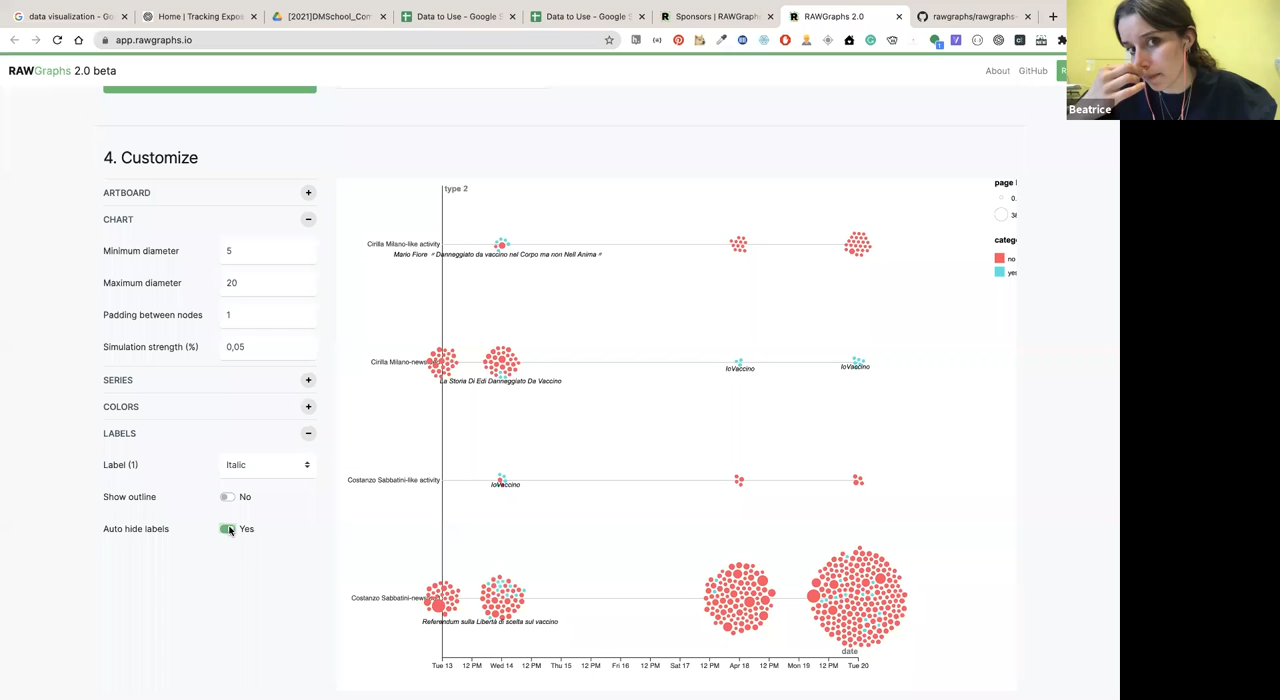 data visualization - Go
Home | Tracking Expos
[2021]DMSchool_Con
Data to Use - Google S
Data to Use - Google S
Sponsors | RAWGraphs
RAWGraphs 2.0
rawgraphs/rawgraphs-
app.rawgraphs.io
RAWGraphs 2.0 beta
About
GitHub
R
Beatrice
4. Customize
ARTBOARD
CHART
Minimum diameter
5
Maximum diameter
20
Padding between nodes
1
Simulation strength (%)
0,05
SERIES
COLORS
LABELS
Label (1)
Italic
Show outline
No
Auto hide labels
Yes
type 2
Cirilla Milano-like activity
Mario Fiore # Danneggiato da vaccino nel Corpo ma non Nell Anima #
Cirilla Milano-news
La Storia Di Edi Danneggiato Da Vaccino
IoVaccino
IoVaccino
Costanzo Sabbatini-like activity
IoVaccino
Costanzo Sabbatini-news
Referendum sulla Libertà di scelta sul vaccino
date
Tue 13
12 PM
Wed 14
12 PM
Thu 15
12 PM
Fri 16
12 PM
Sat 17
12 PM
Apr 18
12 PM
Mon 19
12 PM
Tue 20
page
0.
categ
no
yes